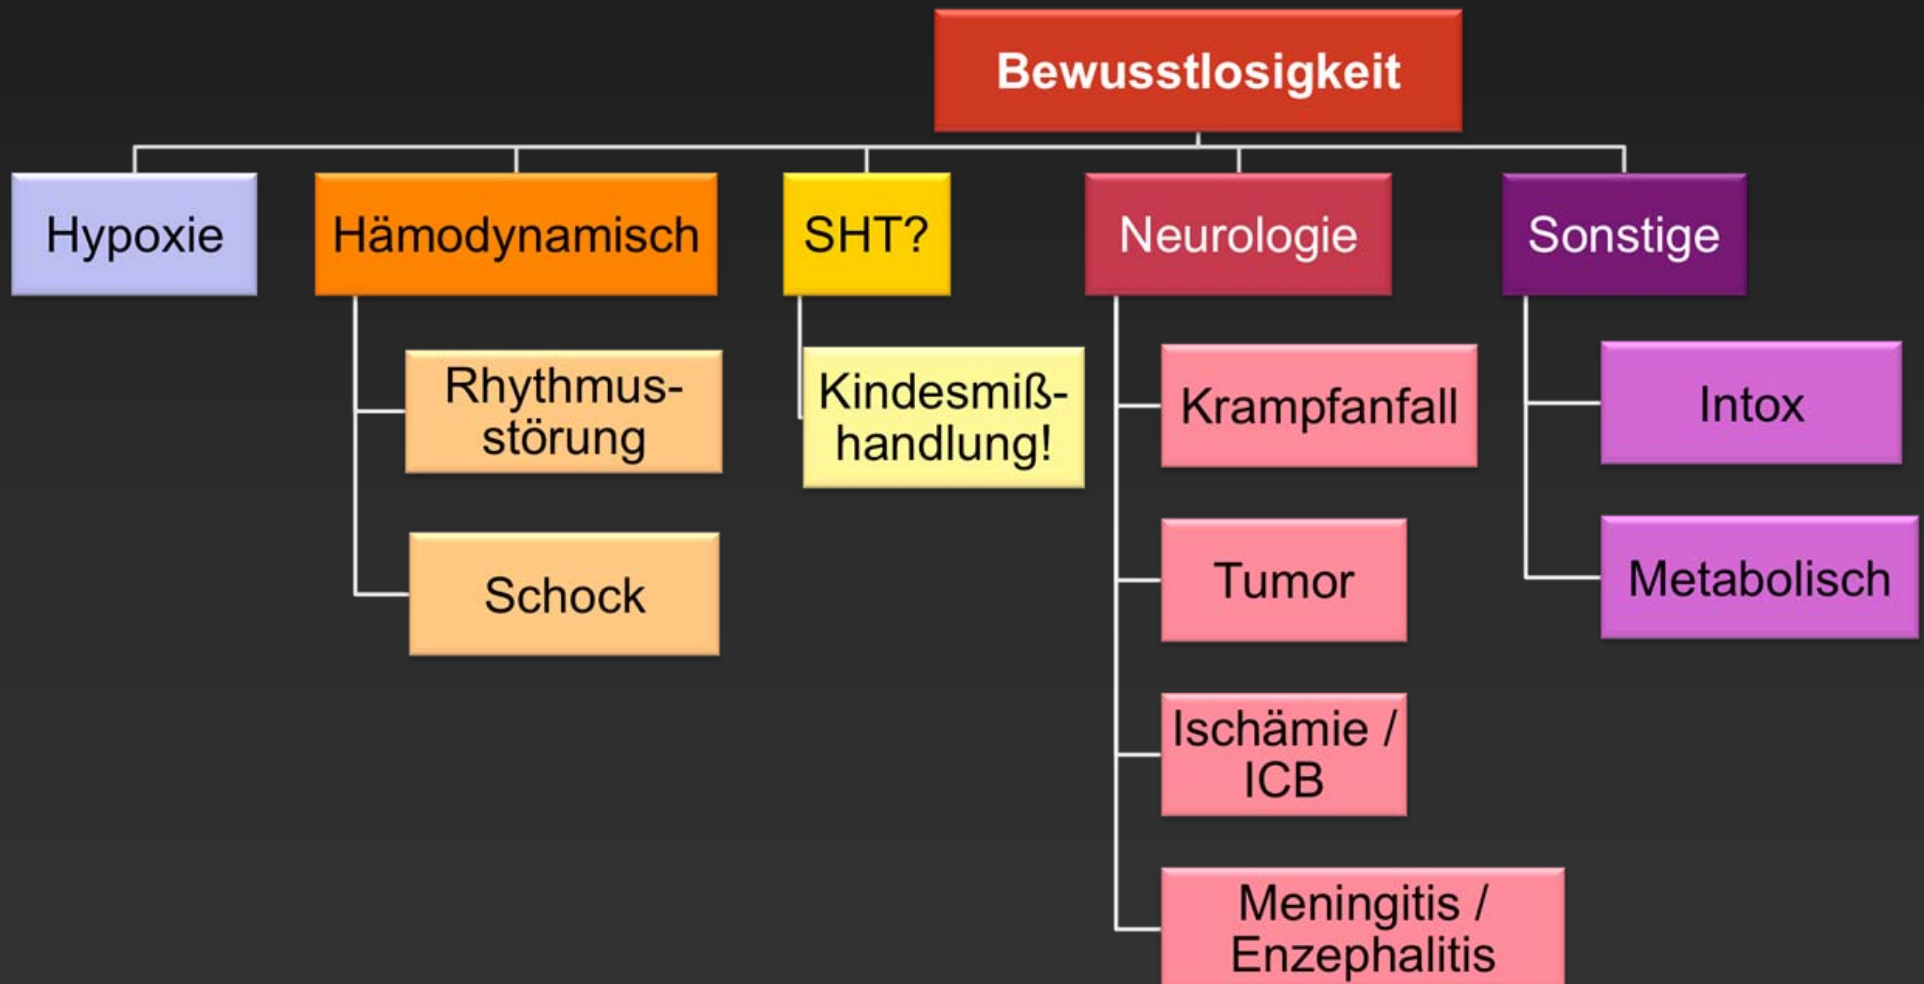 Bewusstlosigkeit
Hypoxie
Hämodynamisch
SHT?
Neurologie
Sonstige
Rhythmus-
störung
Schock
Kindesmiß-
handlung!
Krampfanfall
Tumor
Ischämie /
ICB
Meningitis /
Enzephalitis
Intox
Metabolisch